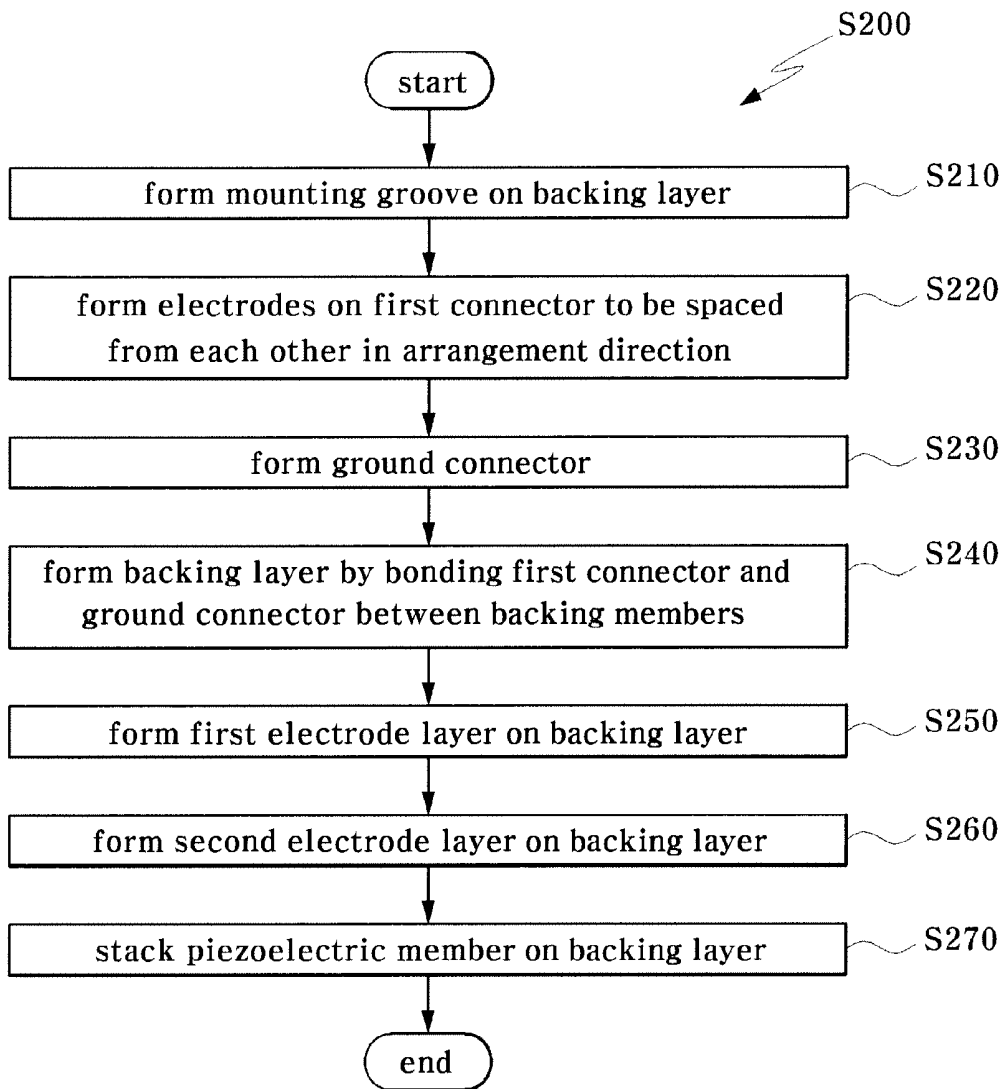 S200
start
form mounting groove on backing layer
S210
form electrodes on first connector to be spaced
from each other in arrangement direction
S220
form ground connector
S230
form backing layer by bonding first connector and
ground connector between backing members
S240
form first electrode layer on backing layer
S250
form second electrode layer on backing layer
S260
stack piezoelectric member on backing layer
S270
end